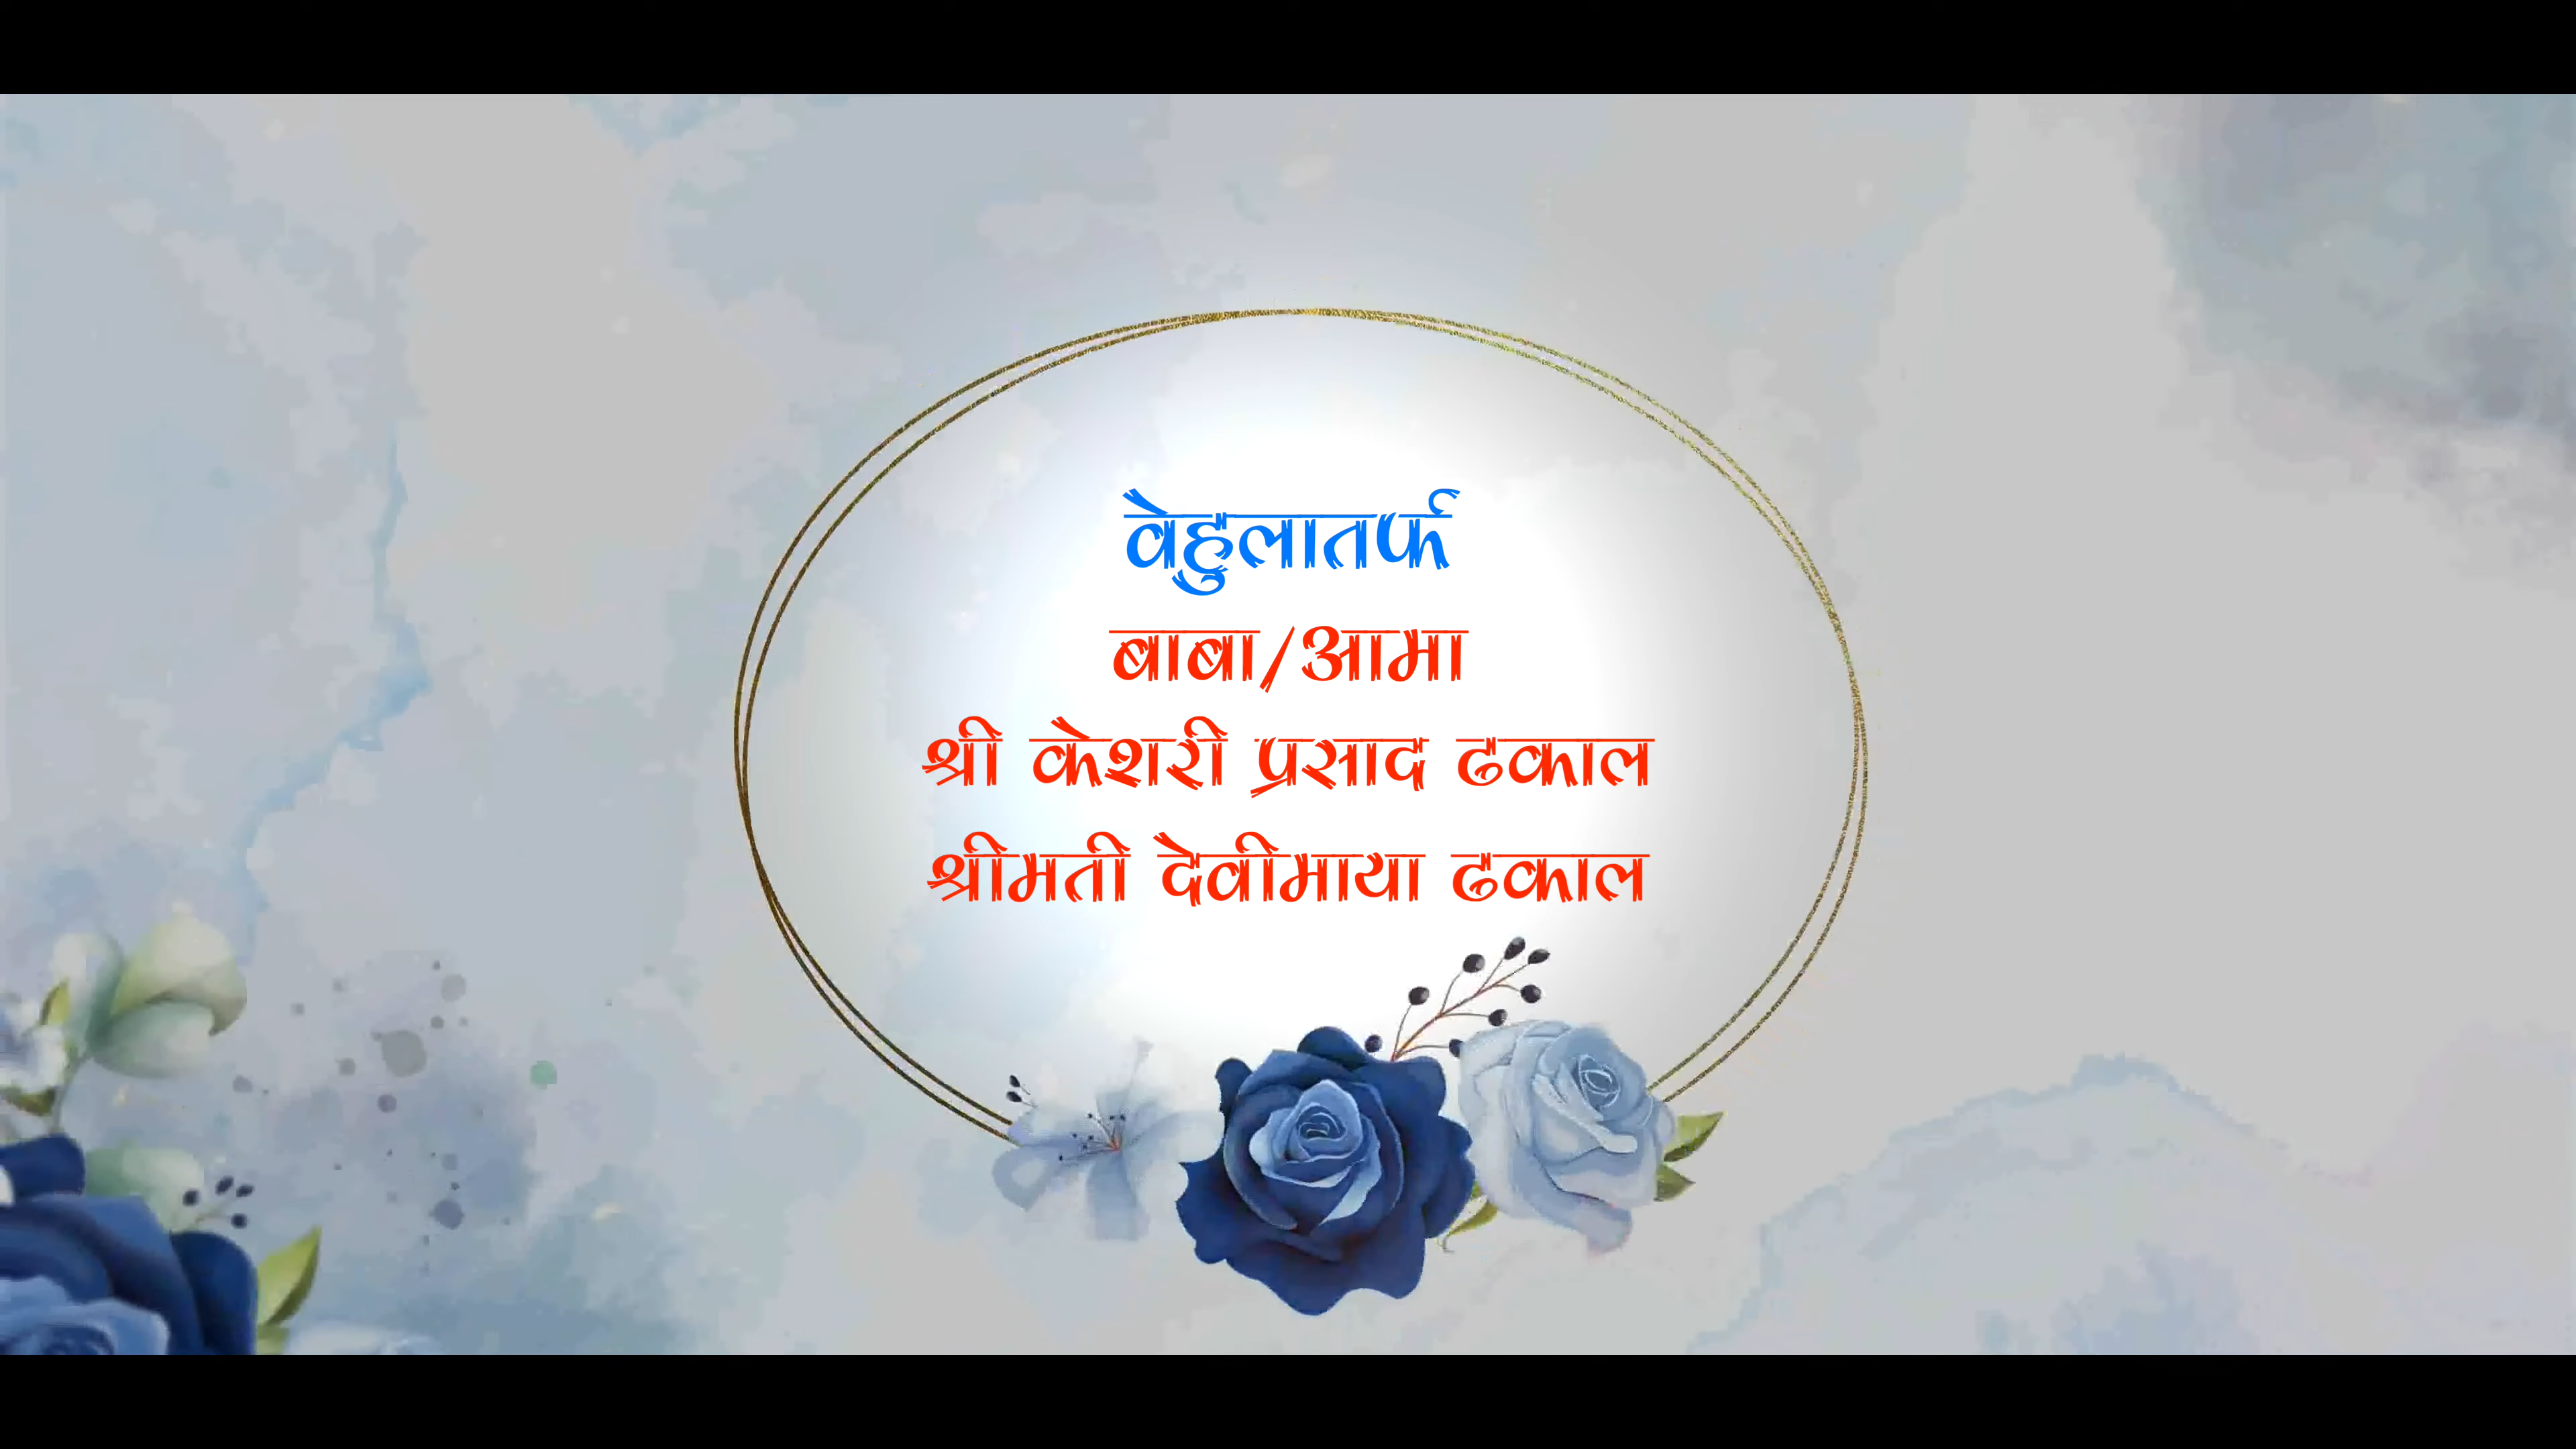 वेहुलातर्फ
बाबा/आमा
श्री केशरी प्रसाद ढकाल
श्रीमती दैवीमाया ढकाल